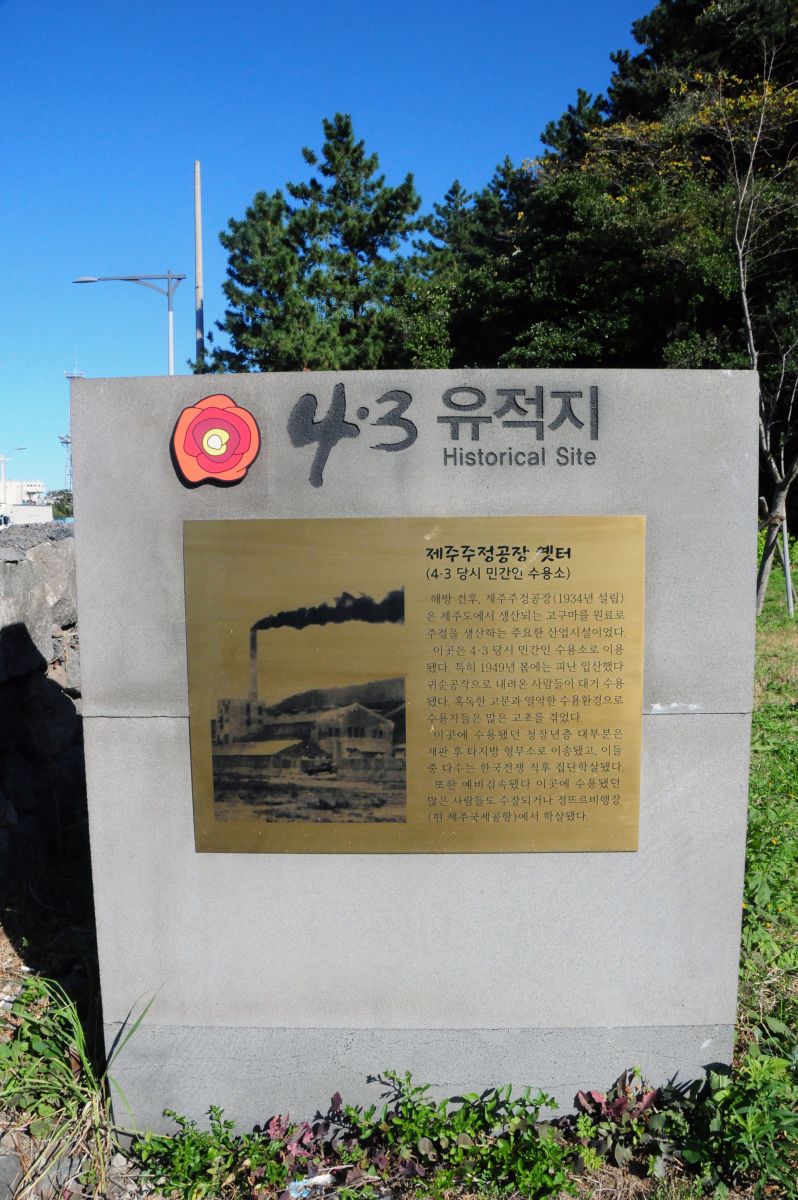 4·3 유적지
Historical Site
제주주정공장 옛터
(4·3 당시 민간인 수용소)
해방 전후, 제주주정공장(1934년 설립)
은 제주도에서 생산되는 고구마를 원료로
주정을 생산하는 주요한 산업시설이었다.
이곳은 4·3 당시 민간인 수용소로 이용
됐다. 특히 1949년 봄에는 피난 입산했다
귀순공작으로 내려온 사람들이 대거 수용
됐다. 혹독한 고문과 열악한 수용환경으로
수용자들은 많은 고초를 겪었다.
이곳에 수용됐던 청장년층 대부분은
재판 후 타지방 형무소로 이송됐고, 이들
중 다수는 한국전쟁 직후 집단학살됐다.
또한 예비검속돼다 이곳에 수용됐던
많은 사람들도 수장되거나 정뜨르비행장
(현 제주국제공항)에서 학살됐다.